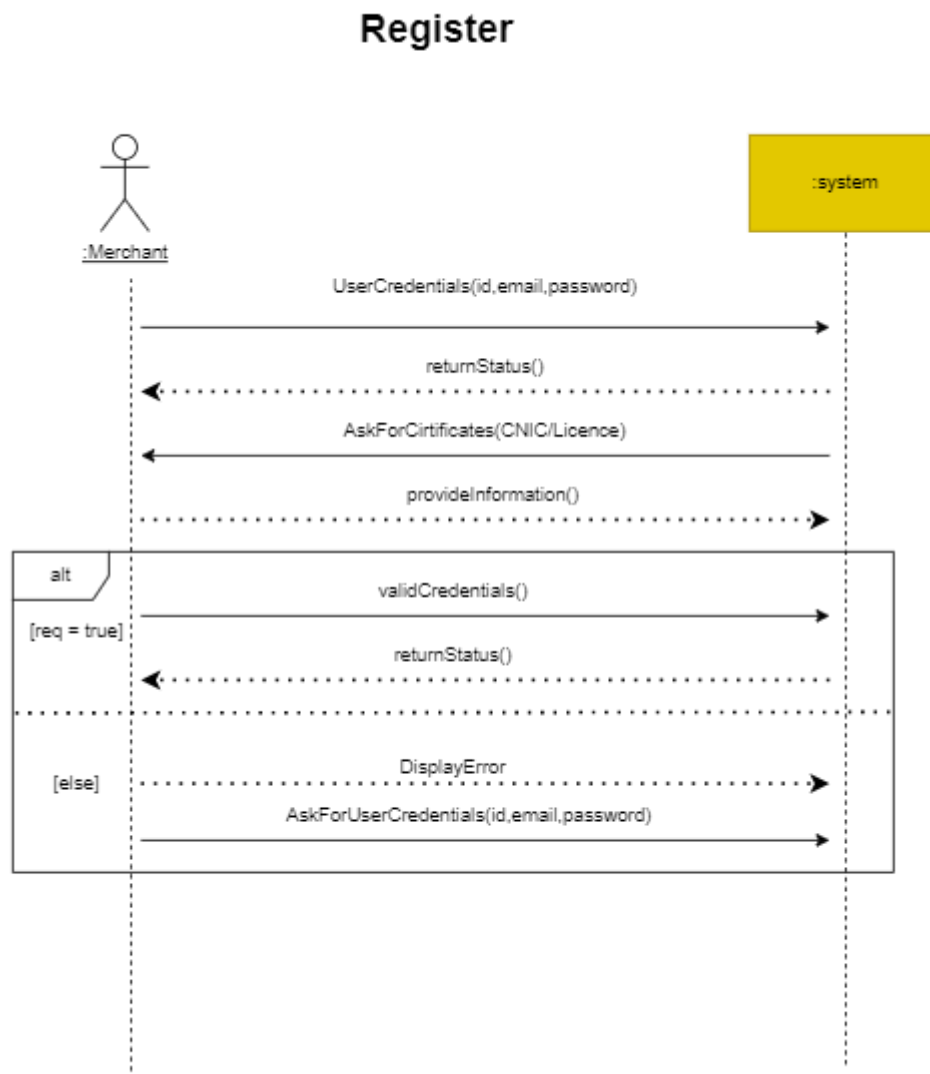 Register
:Merchant
:system
UserCredentials(id,email,password)
returnStatus()
AskForCirtificates(CNIC/Licence)
provideInformation()
alt
validCredentials()
[req = true]
returnStatus()
DisplayError
[else]
AskForUserCredentials(id,email,password)